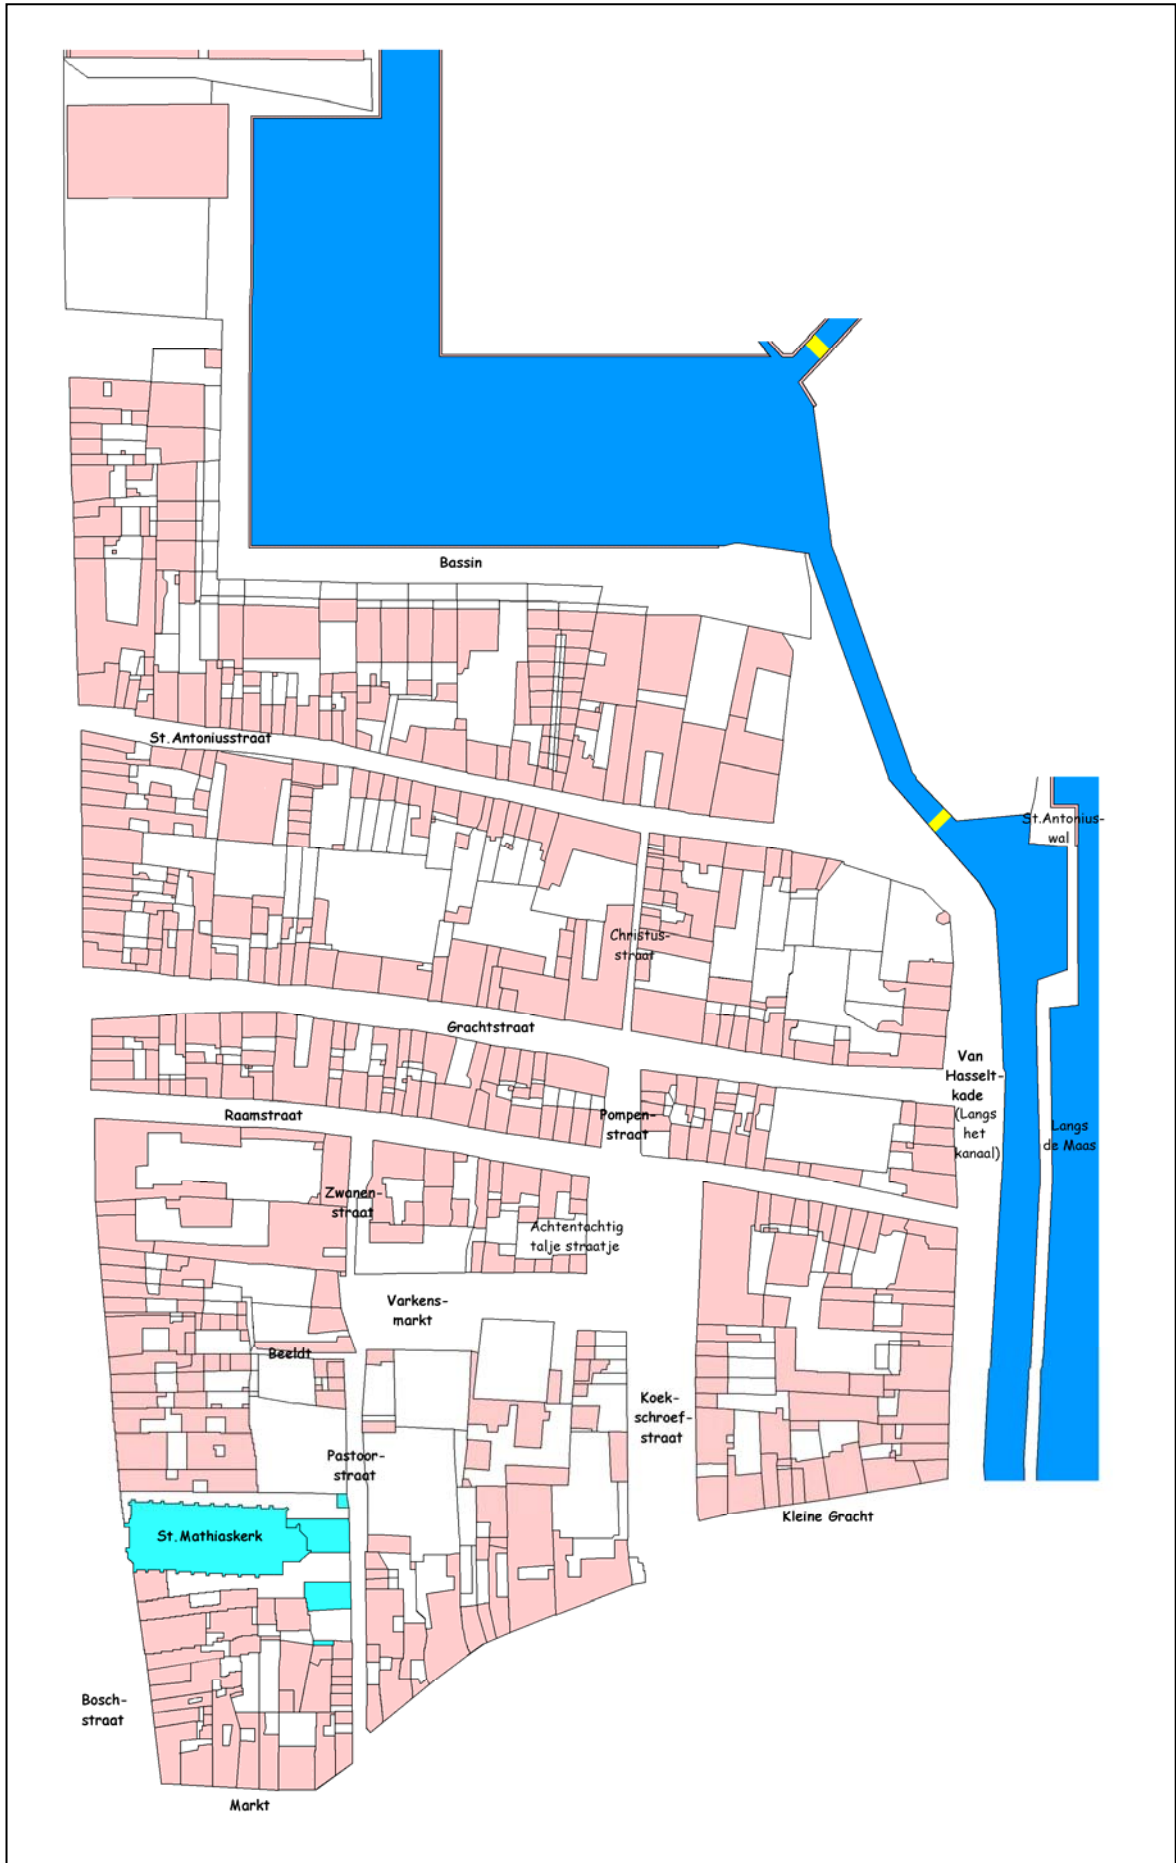 Bassin
St.Antoniusstraat
St.Antonius-
wal
Christus-
straat
Grachtstraat
Van
Hasselt-
kade
(Langs
het
kanaal)
Raamstraat
Pompen-
straat
Langs
de Maas
Zwanen-
straat
Achtentachtig
talje straatje
Varkens-
markt
Beeldt
Koek-
schroef-
straat
Pastoor-
straat
Kleine Gracht
St.Mathiaskerk
Bosch-
straat
Markt